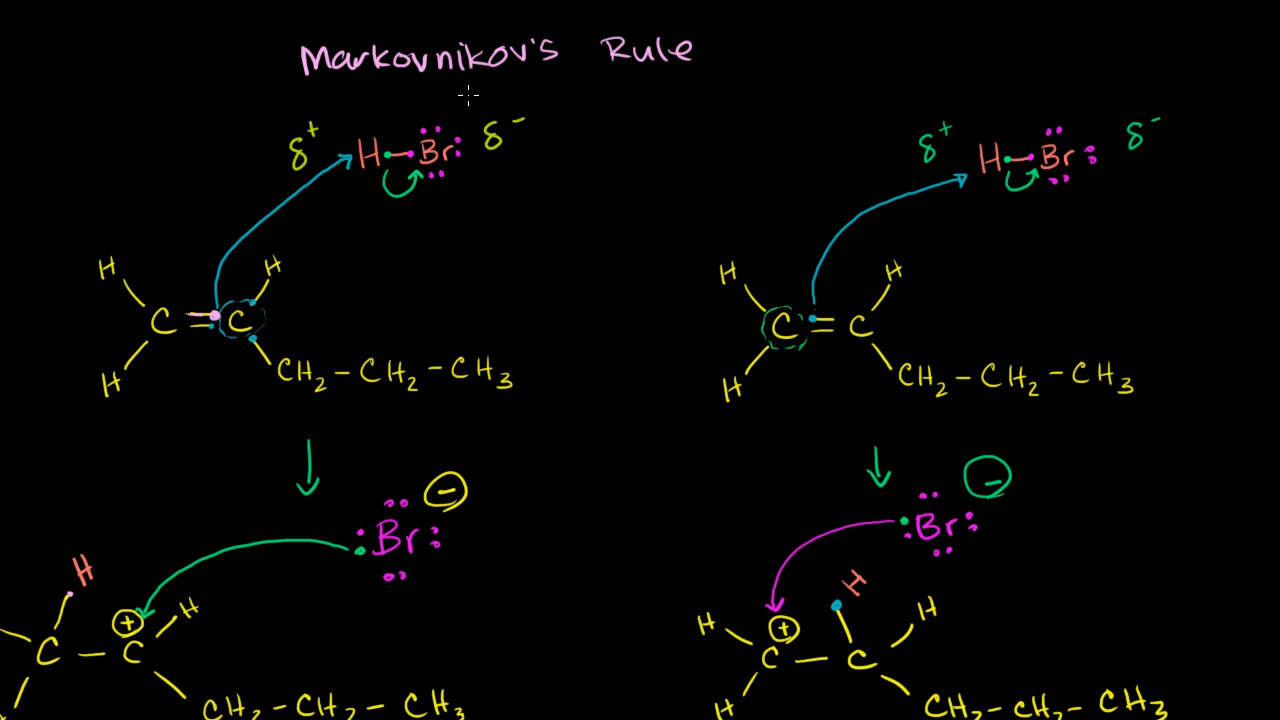 Markovnikov's Rule
δ+ H-Br: δ- δ+ H-Br: δ-
H H H H
C=C C=C
H CH2-CH2-CH3 H CH2-CH2-CH3
:Br: - :Br: -
H + H H + H H
C-C C-C
CH2-CH2-CH3 H CH2-CH2-CH3